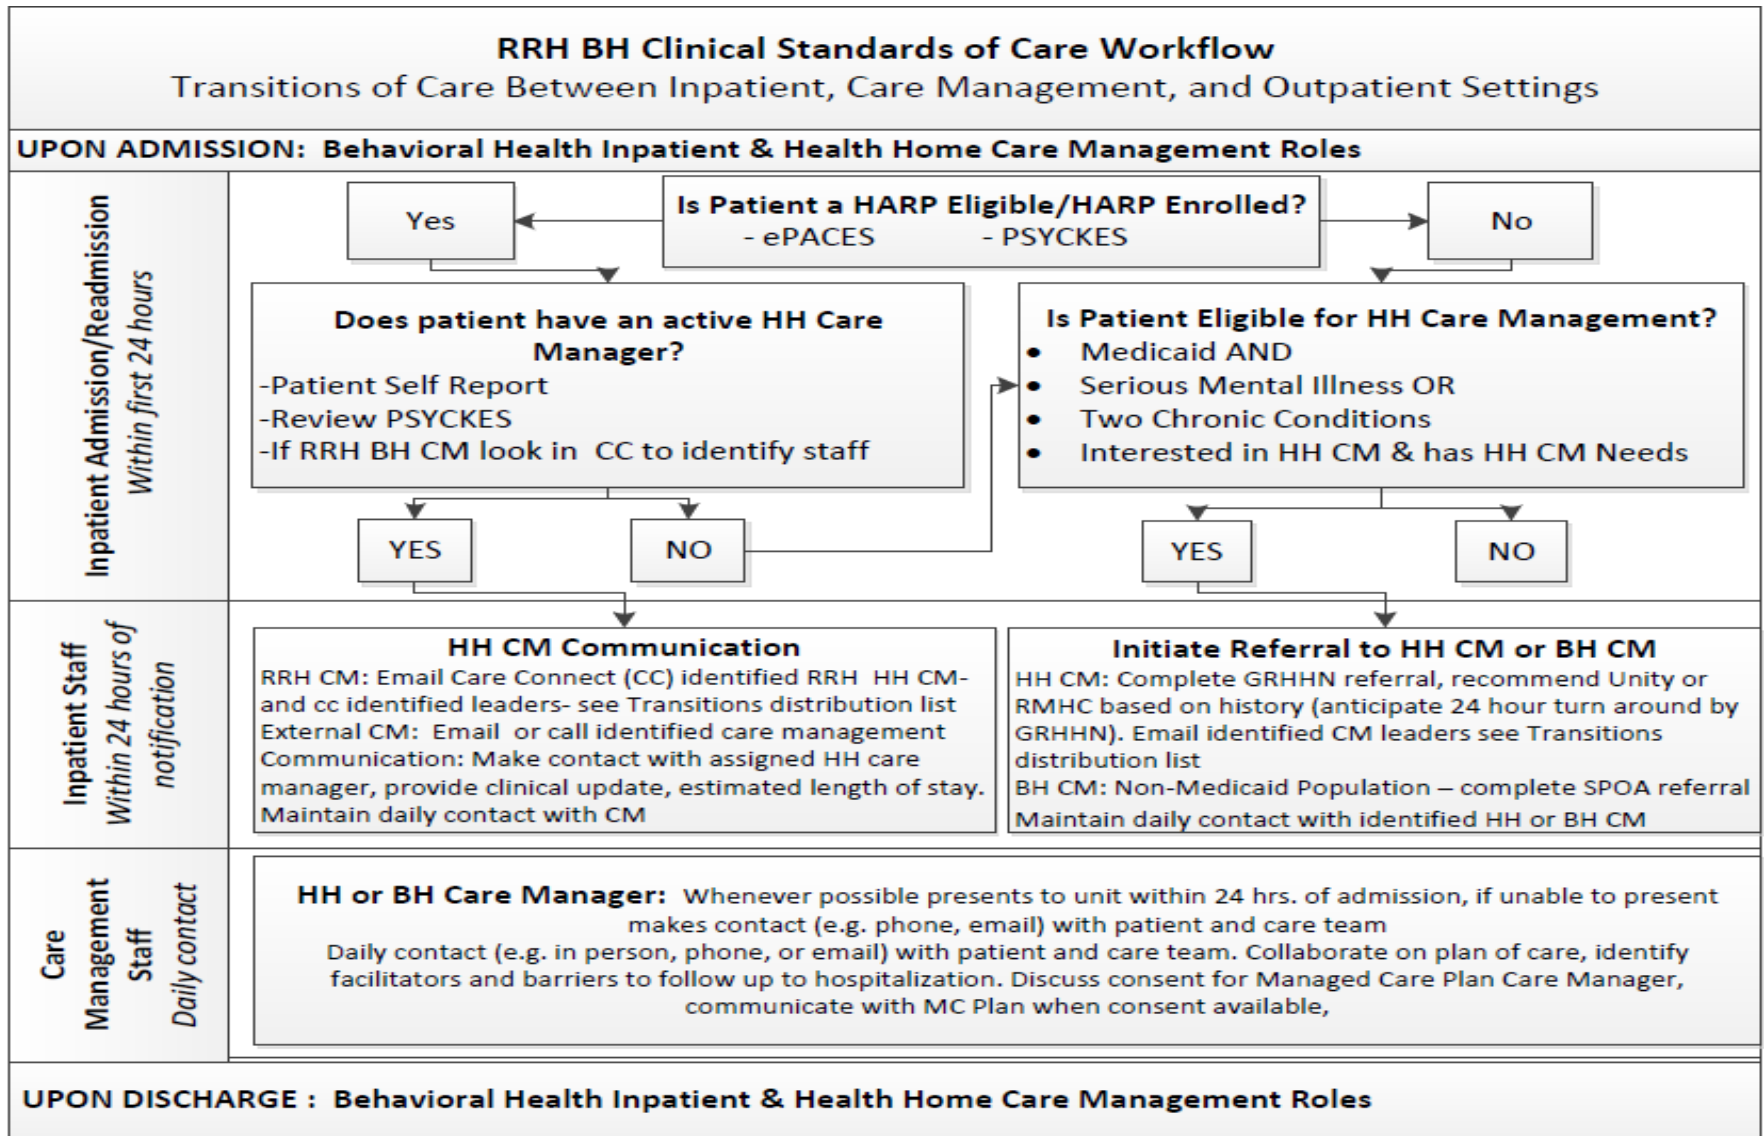 RRH BH Clinical Standards of Care Workflow
Transitions of Care Between Inpatient, Care Management, and Outpatient Settings
UPON ADMISSION: Behavioral Health Inpatient & Health Home Care Management Roles
Inpatient Admission/Readmission
Within first 24 hours
Yes
Is Patient a HARP Eligible/HARP Enrolled?
- ePACES - PSYCKES
No
Does patient have an active HH Care
Manager?
-Patient Self Report
-Review PSYCKES
-If RRH BH CM look in CC to identify staff
Is Patient Eligible for HH Care Management?
• Medicaid AND
• Serious Mental Illness OR
• Two Chronic Conditions
• Interested in HH CM & has HH CM Needs
YES
NO
YES
NO
Inpatient Staff
Within 24 hours of
notification
HH CM Communication
RRH CM: Email Care Connect (CC) identified RRH HH CM-
and cc identified leaders- see Transitions distribution list
External CM: Email or call identified care management
Communication: Make contact with assigned HH care
manager, provide clinical update, estimated length of stay.
Maintain daily contact with CM
Initiate Referral to HH CM or BH CM
HH CM: Complete GRHHN referral, recommend Unity or
RMHC based on history (anticipate 24 hour turn around by
GRHHN). Email identified CM leaders see Transitions
distribution list
BH CM: Non-Medicaid Population – complete SPOA referral
Maintain daily contact with identified HH or BH CM
Care
Management
Staff
Daily contact
HH or BH Care Manager: Whenever possible presents to unit within 24 hrs. of admission, if unable to present
makes contact (e.g. phone, email) with patient and care team
Daily contact (e.g. in person, phone, or email) with patient and care team. Collaborate on plan of care, identify
facilitators and barriers to follow up to hospitalization. Discuss consent for Managed Care Plan Care Manager,
communicate with MC Plan when consent available,
UPON DISCHARGE : Behavioral Health Inpatient & Health Home Care Management Roles